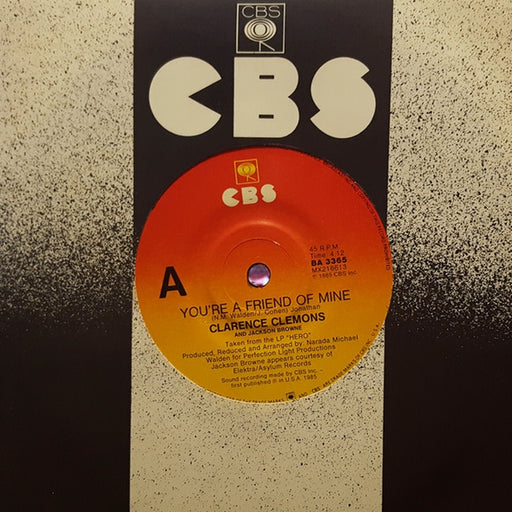 CBS
CBS
CBS
A
45 R.P.M.
Time: 4.12
BA 3365
MX216613
℗ 1985 CBS Inc.
YOU'RE A FRIEND OF MINE
(N.M. Walden/J. Cohen) Jonathan
CLARENCE CLEMONS
AND JACKSON BROWNE
Taken from the LP "HERO"
Produced, Reduced and Arranged by: Narada Michael
Walden for Perfection Light Productions
Jackson Browne appears courtesy of
Elektra/Asylum Records
Sound recording made by CBS Inc. -
first published ℗ in U.S.A. 1985